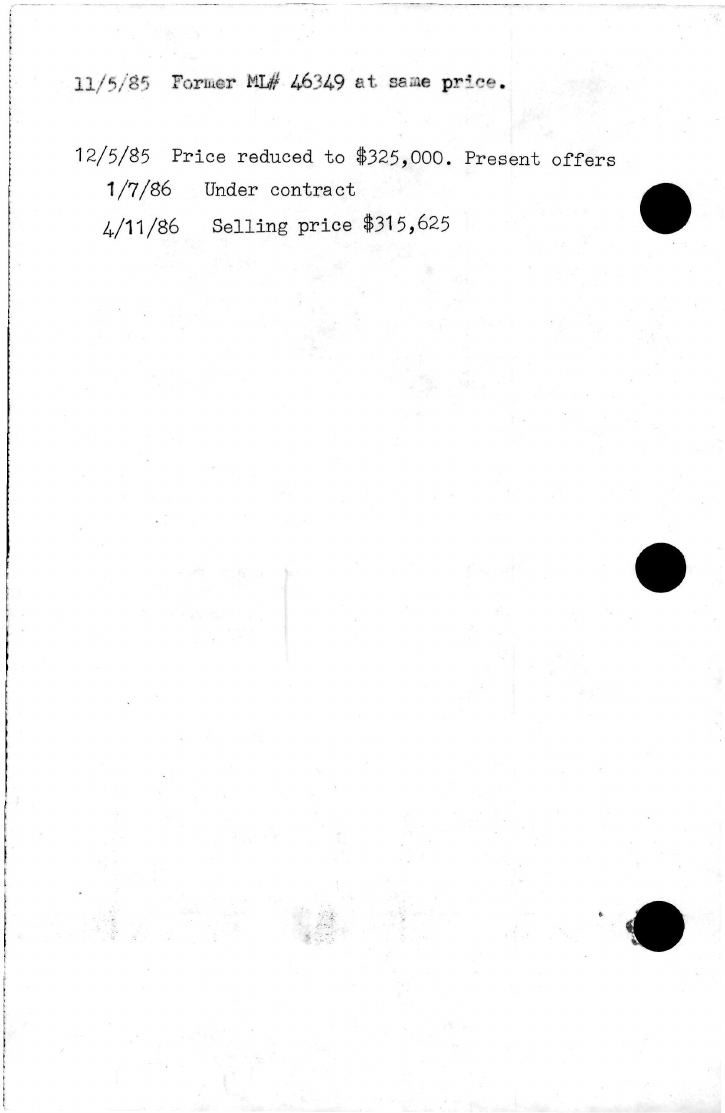 11/5/85 Former ML# 46349 at same price.
12/5/85 Price reduced to $325,000. Present offers
1/7/86 Under contract
4/11/86 Selling price $315,625